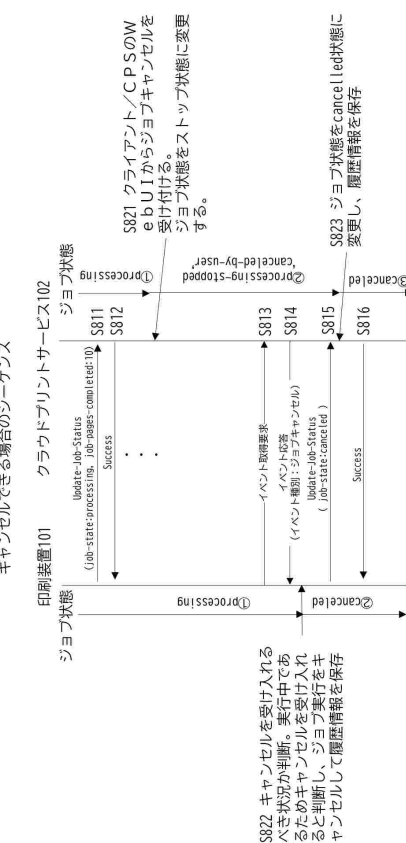 キャンセルできる場合のシーケンス
印刷装置101
クラウドプリントサービス102
ジョブ状態
ジョブ状態
①processing
①processing
Update-Job-Status
(job-state:processing, job-pages-completed:10)
S811
Success
S812
・・・
S821 クライアント／ＣＰＳのＷ
ｅｂＵＩからジョブキャンセルを
受け付ける。
ジョブ状態をストップ状態に変更
する。
②processing-stopped
'canceled-by-user'
イベント取得要求
S813
イベント応答
(イベント種別：ジョブキャンセル)
S814
S822 キャンセルを受け入れる
べき状況か判断。実行中であ
るためキャンセルを受け入れ
ると判断し、ジョブ実行をキ
ャンセルして履歴情報を保存
②canceled
Update-Job-Status
( job-state:canceled )
S815
S823 ジョブ状態をcancelled状態に
変更し、履歴情報を保存
Success
S816
③canceled